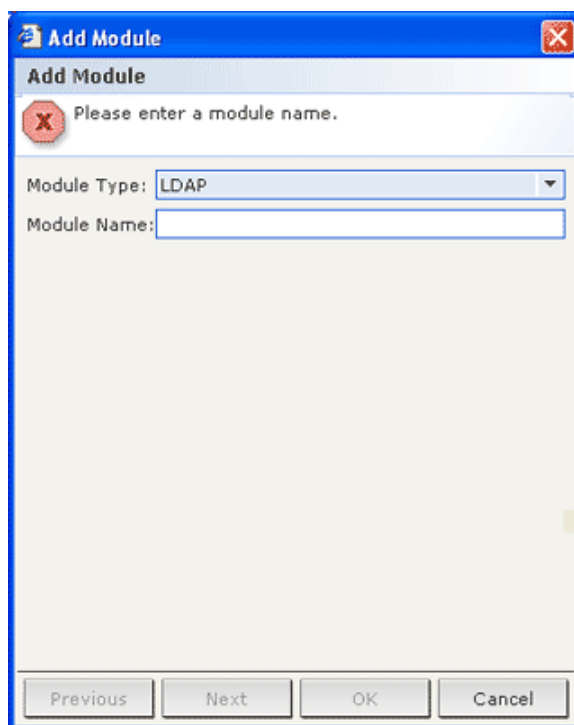 Add Module
Add Module
Please enter a module name.
Module Type: LDAP
Module Name:
Previous Next OK Cancel